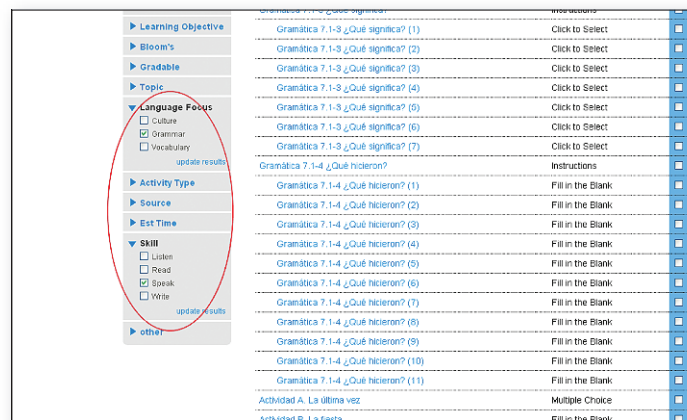 Learning Objective
Bloom's
Gradable
Topic
Language Focus
Culture
Grammar
Vocabulary
update results
Activity Type
Source
Est Time
Skill
Listen
Read
Speak
Write
update results
other
Gramática 7.1-3 ¿Qué significa? Instructions
Gramática 7.1-3 ¿Qué significa? (1) Click to Select
Gramática 7.1-3 ¿Qué significa? (2) Click to Select
Gramática 7.1-3 ¿Qué significa? (3) Click to Select
Gramática 7.1-3 ¿Qué significa? (4) Click to Select
Gramática 7.1-3 ¿Qué significa? (5) Click to Select
Gramática 7.1-3 ¿Qué significa? (6) Click to Select
Gramática 7.1-3 ¿Qué significa? (7) Click to Select
Gramática 7.1-4 ¿Qué hicieron? Instructions
Gramática 7.1-4 ¿Qué hicieron? (1) Fill in the Blank
Gramática 7.1-4 ¿Qué hicieron? (2) Fill in the Blank
Gramática 7.1-4 ¿Qué hicieron? (3) Fill in the Blank
Gramática 7.1-4 ¿Qué hicieron? (4) Fill in the Blank
Gramática 7.1-4 ¿Qué hicieron? (5) Fill in the Blank
Gramática 7.1-4 ¿Qué hicieron? (6) Fill in the Blank
Gramática 7.1-4 ¿Qué hicieron? (7) Fill in the Blank
Gramática 7.1-4 ¿Qué hicieron? (8) Fill in the Blank
Gramática 7.1-4 ¿Qué hicieron? (9) Fill in the Blank
Gramática 7.1-4 ¿Qué hicieron? (10) Fill in the Blank
Gramática 7.1-4 ¿Qué hicieron? (11) Fill in the Blank
Actividad A. La última vez Multiple Choice
Actividad B. La fiesta Fill in the Blank